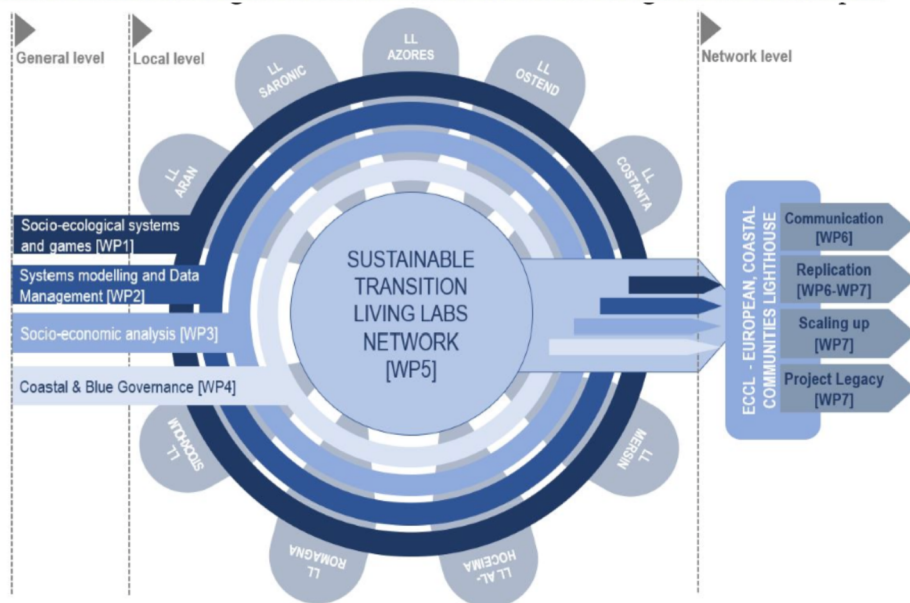 General level
Local level
Network level
LL
ARAN
LL
SARONIC
LL
AZORES
LL
OSTEND
LL
COSTANTA
Socio-ecological systems
and games [WP1]
Systems modelling and Data
Management [WP2]
Socio-economic analysis [WP3]
Coastal & Blue Governance [WP4]
SUSTAINABLE
TRANSITION
LIVING LABS
NETWORK
[WP5]
ECCL - EUROPEAN, COASTAL
COMMUNITIES LIGHTHOUSE
Communication
[WP6]
Replication
[WP6-WP7]
Scaling up
[WP7]
Project Legacy
[WP7]
LL
STOCKHOLM
LL
ROMAGNA
LL AL-
HOCEIMA
LL
MERSIN